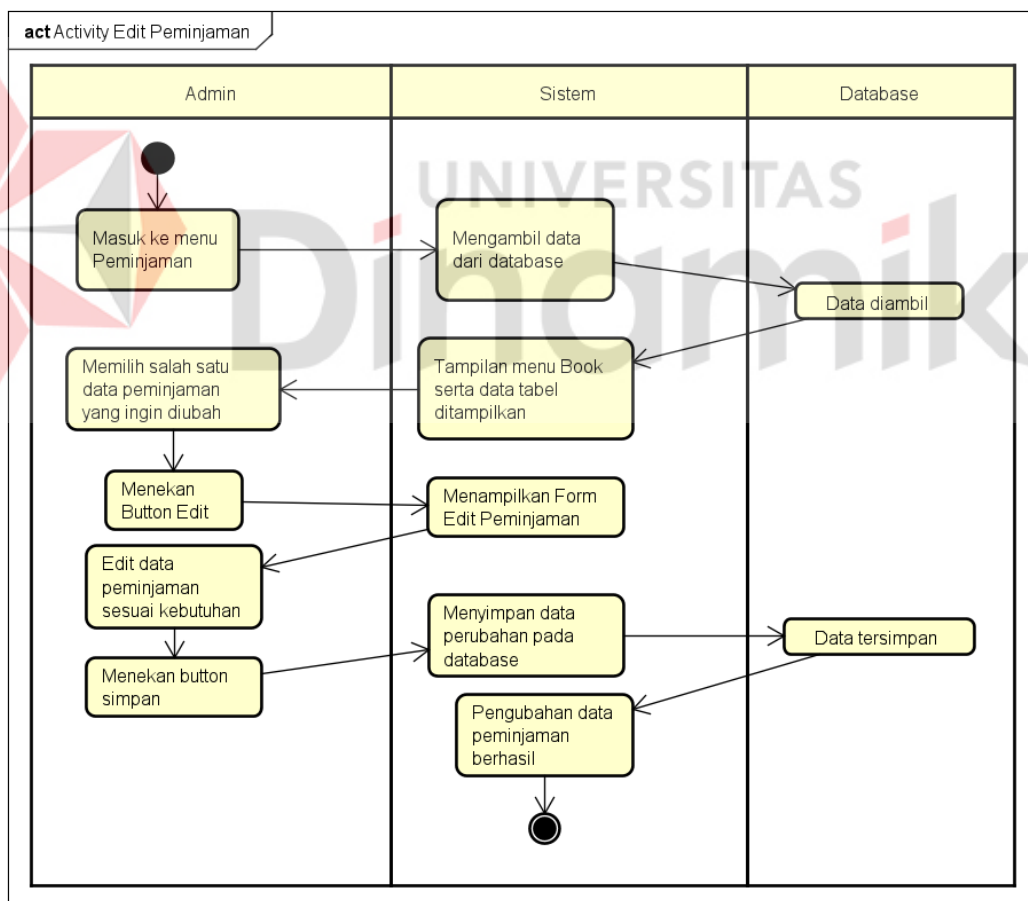 act Activity Edit Peminjaman
Admin
Sistem
Database
UNIVERSITAS
Dinamika
Masuk ke menu
Peminjaman
Mengambil data
dari database
Data diambil
Tampilan menu Book
serta data tabel
ditampilkan
Memilih salah satu
data peminjaman
yang ingin diubah
Menekan
Button Edit
Menampilkan Form
Edit Peminjaman
Edit data
peminjaman
sesuai kebutuhan
Menekan button
simpan
Menyimpan data
perubahan pada
database
Data tersimpan
Pengubahan data
peminjaman
berhasil